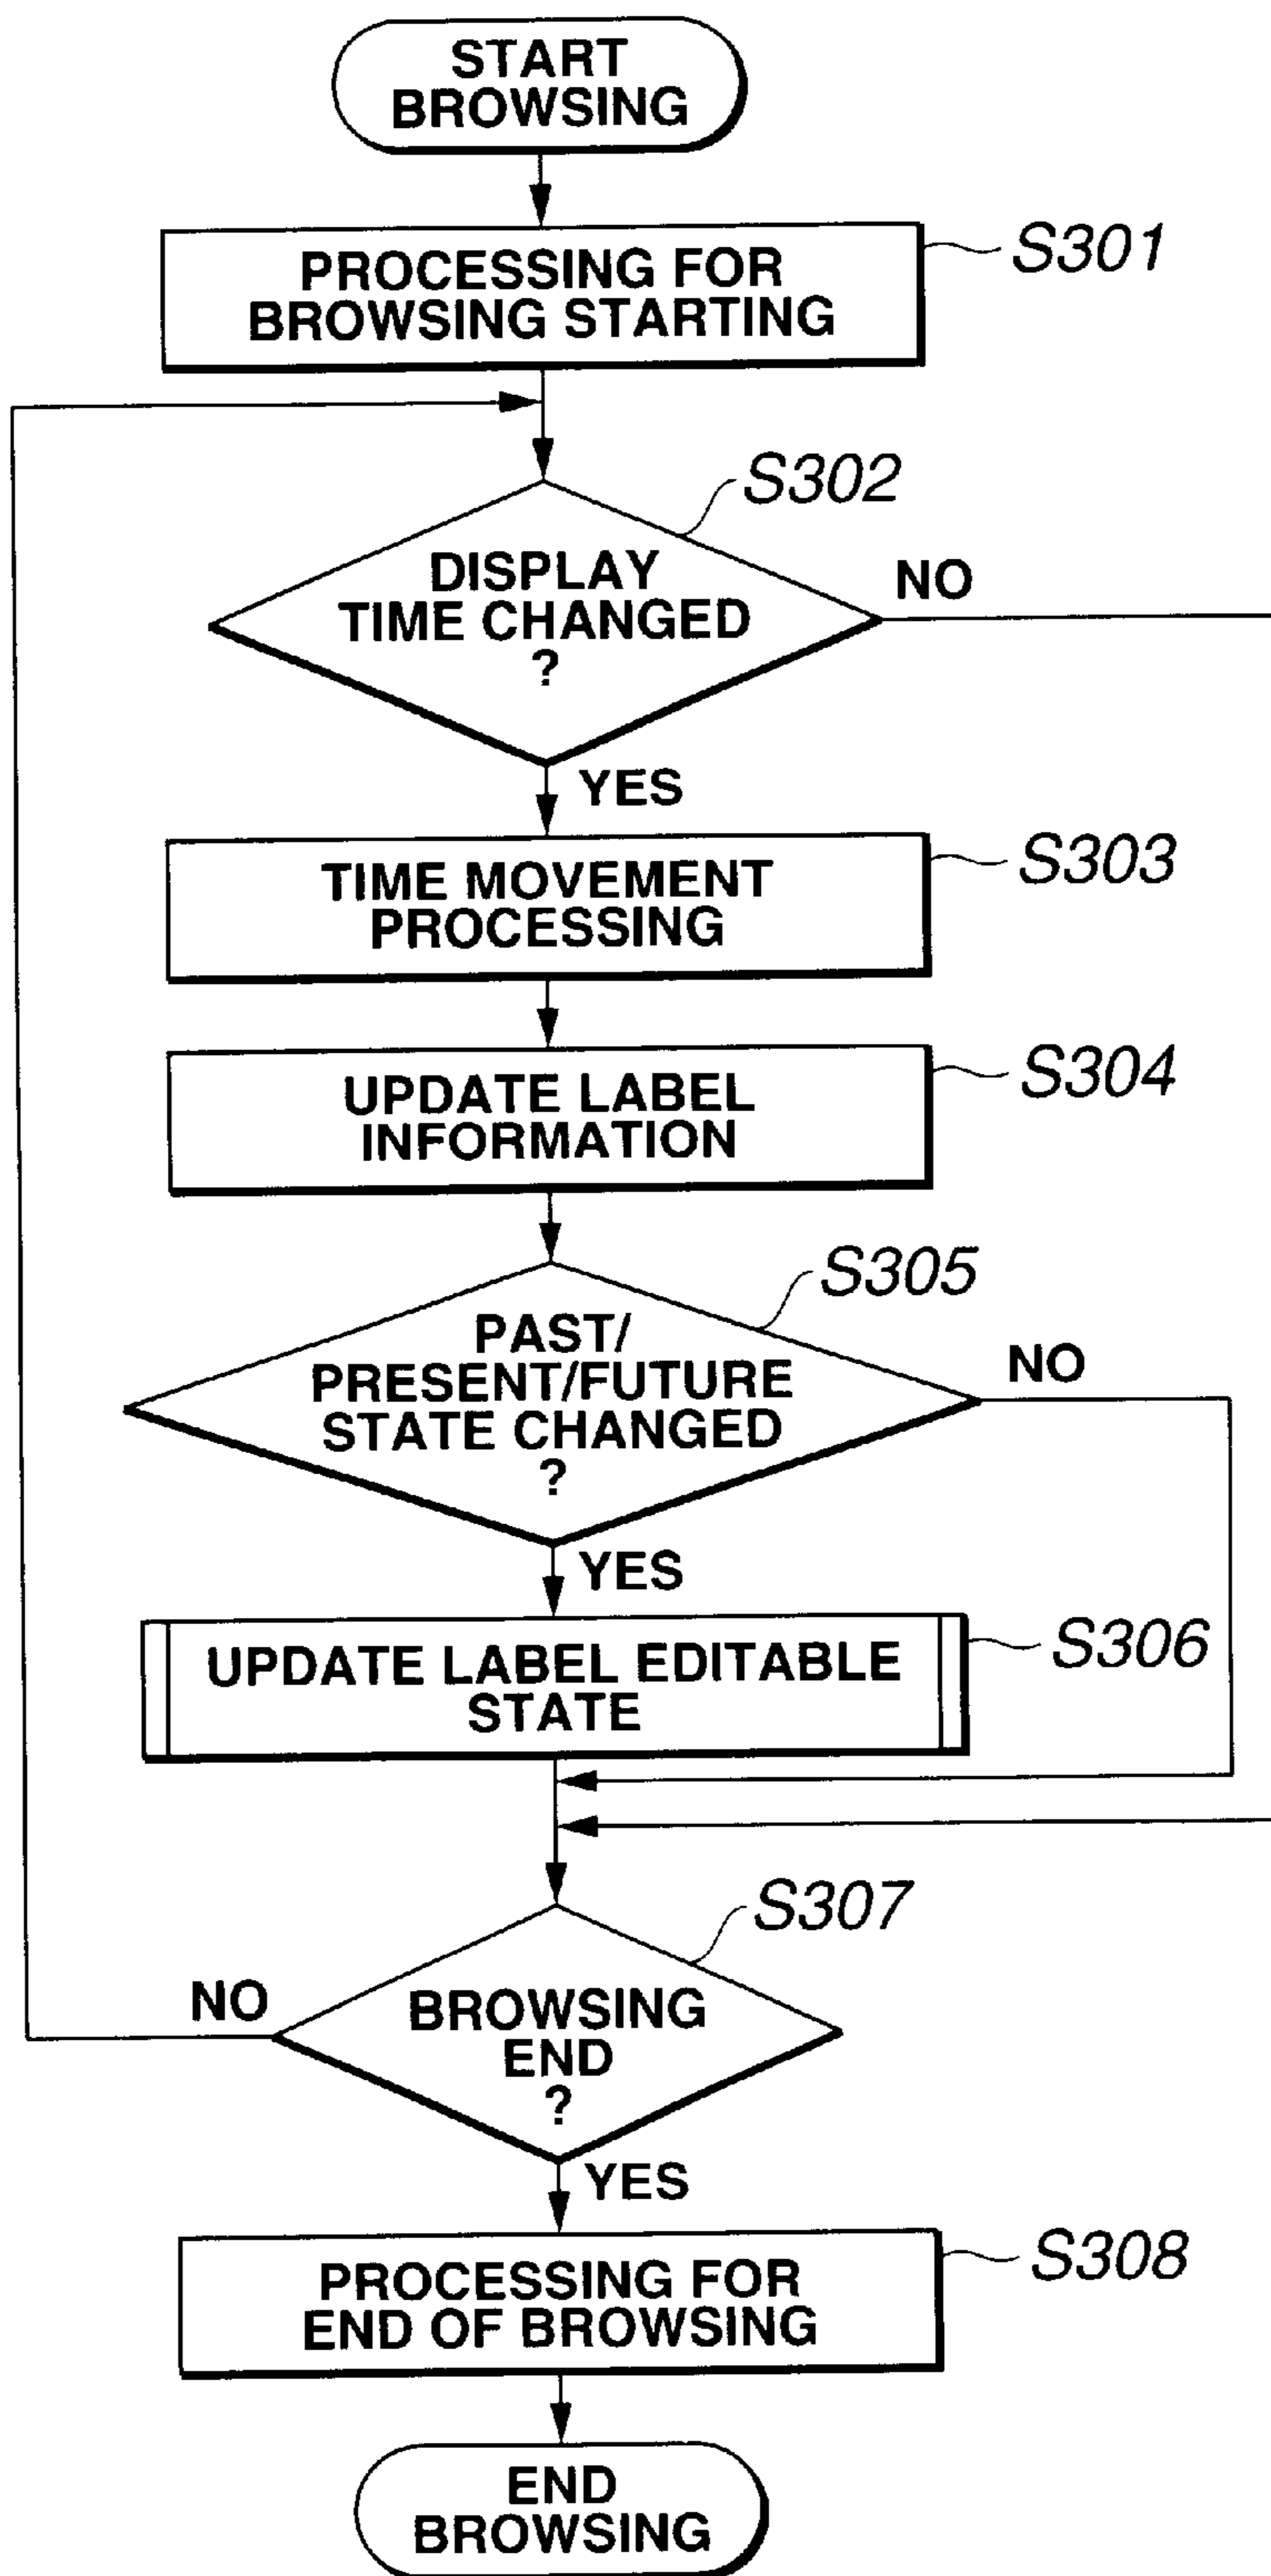 START
BROWSING
PROCESSING FOR
BROWSING STARTING
S301
S302
DISPLAY
TIME CHANGED
?
NO
YES
TIME MOVEMENT
PROCESSING
S303
UPDATE LABEL
INFORMATION
S304
S305
PAST/
PRESENT/FUTURE
STATE CHANGED
?
NO
YES
UPDATE LABEL EDITABLE
STATE
S306
S307
NO
BROWSING
END
?
YES
PROCESSING FOR
END OF BROWSING
S308
END
BROWSING